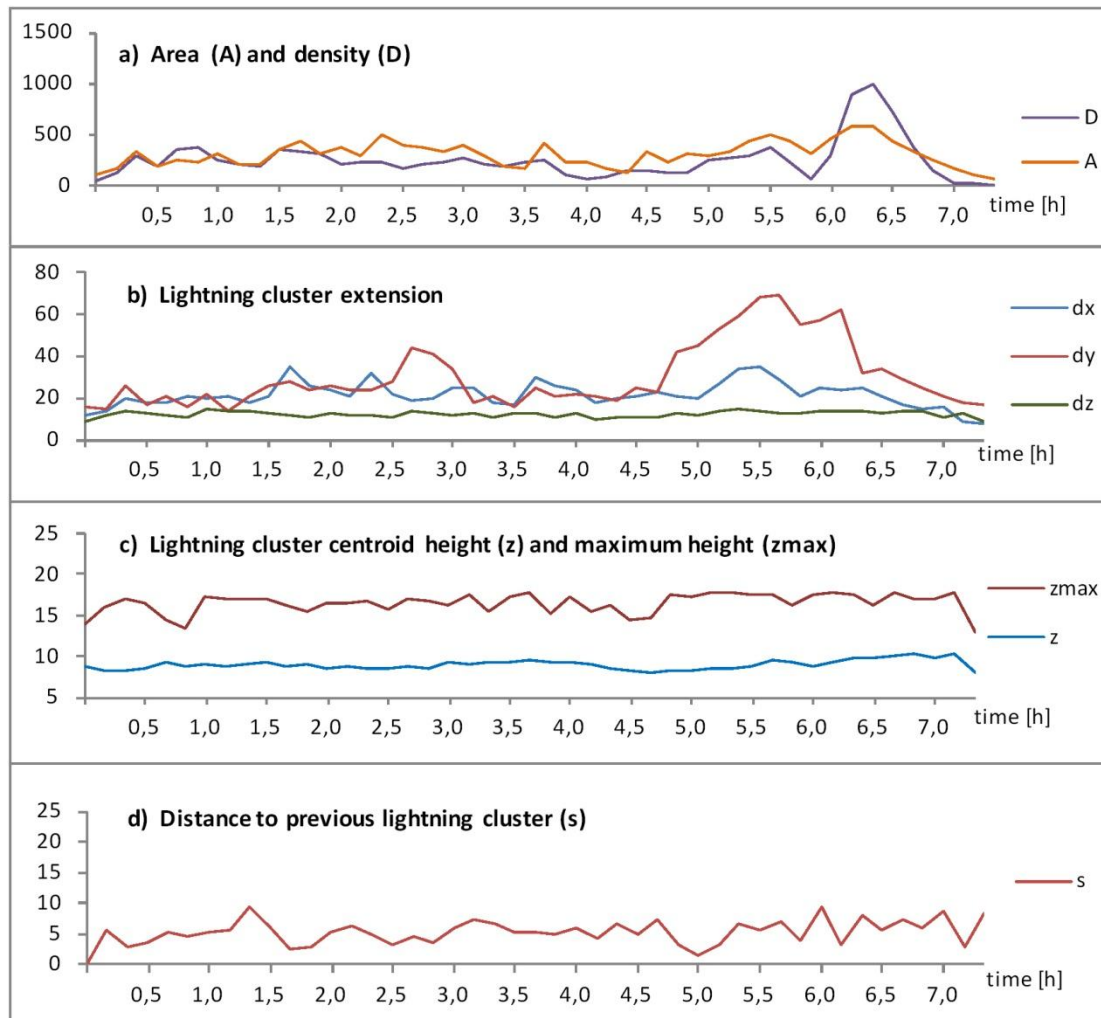 a) Area (A) and density (D)
1500
1000
500
0
D
A
0,5 1,0 1,5 2,0 2,5 3,0 3,5 4,0 4,5 5,0 5,5 6,0 6,5 7,0
time [h]
b) Lightning cluster extension
80
60
40
20
0
dx
dy
dz
0,5 1,0 1,5 2,0 2,5 3,0 3,5 4,0 4,5 5,0 5,5 6,0 6,5 7,0
time [h]
c) Lightning cluster centroid height (z) and maximum height (zmax)
25
20
15
10
5
zmax
z
0,5 1,0 1,5 2,0 2,5 3,0 3,5 4,0 4,5 5,0 5,5 6,0 6,5 7,0
time [h]
d) Distance to previous lightning cluster (s)
25
20
15
10
5
0
s
0,5 1,0 1,5 2,0 2,5 3,0 3,5 4,0 4,5 5,0 5,5 6,0 6,5 7,0
time [h]